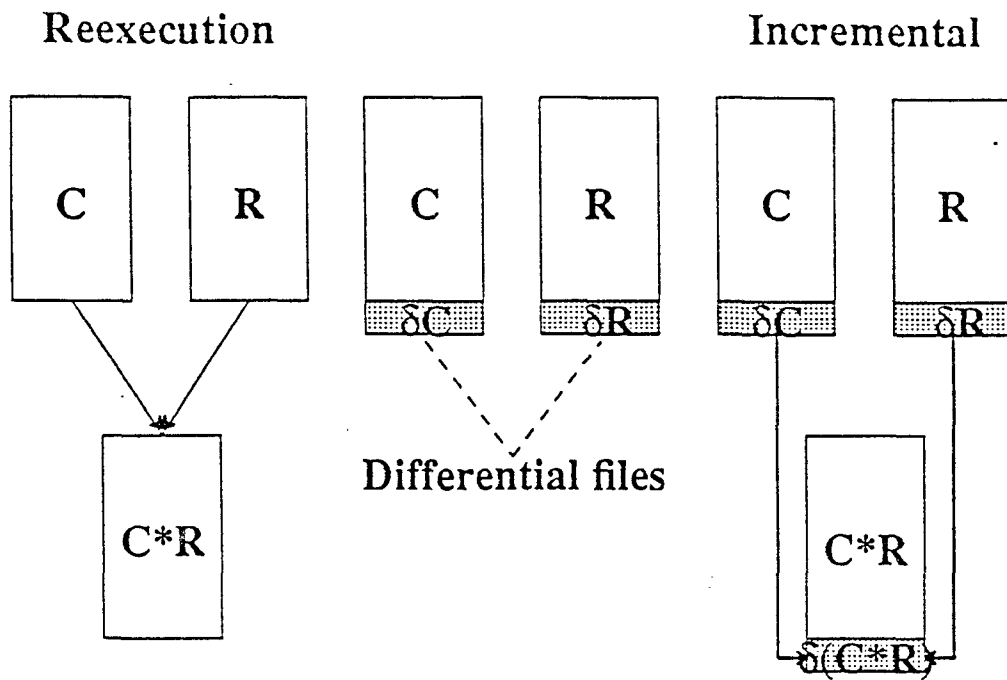 Reexecution
Incremental
C
R
C
R
C
R
δC
δR
δC
δR
Differential files
C*R
C*R
δ(C*R)